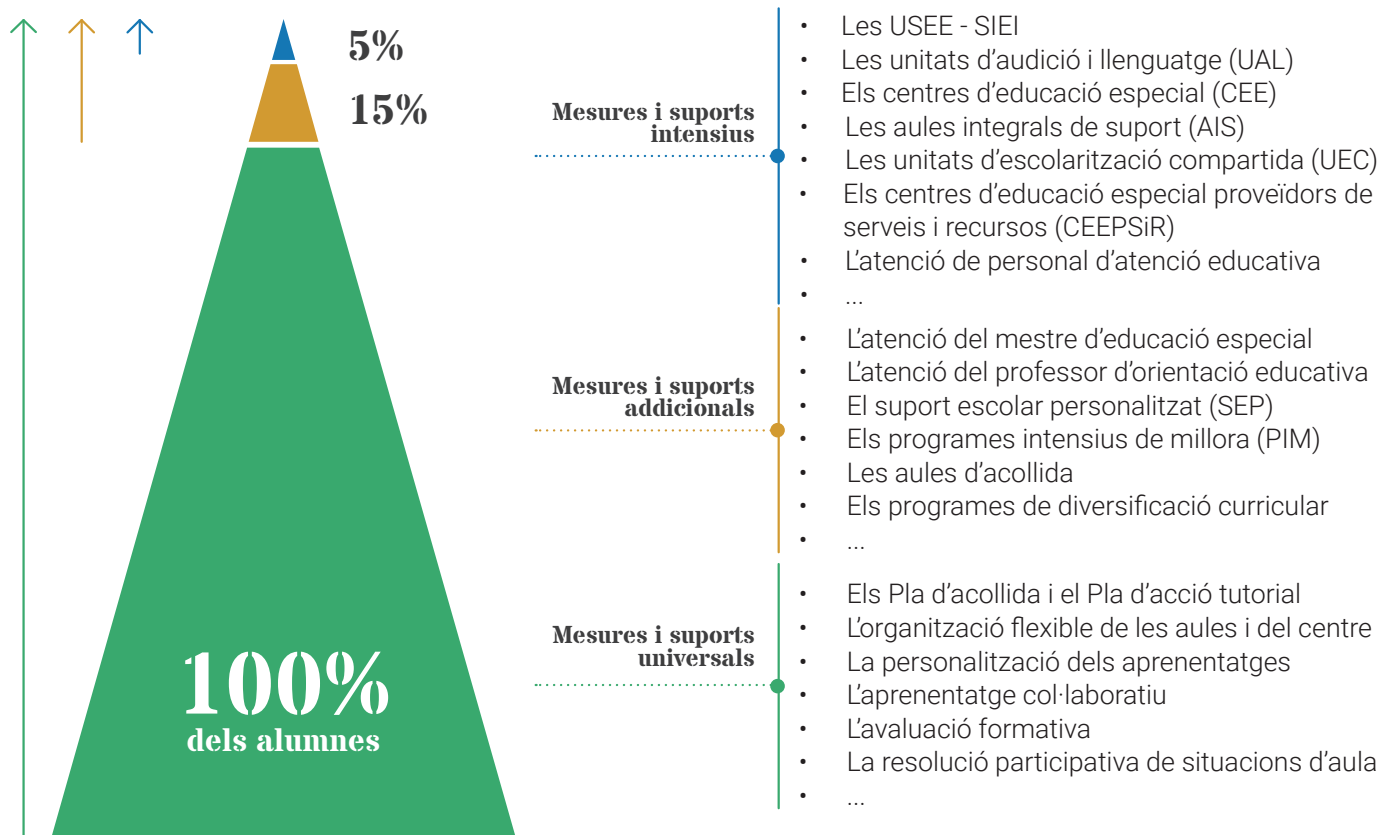 5%
15%
100%
dels alumnes
Mesures i suports
intensius
• Les USEE - SIEI
• Les unitats d'audició i llenguatge (UAL)
• Els centres d'educació especial (CEE)
• Les aules integrals de suport (AIS)
• Les unitats d'escolarització compartida (UEC)
• Els centres d'educació especial proveïdors de
serveis i recursos (CEEPSiR)
• L'atenció de personal d'atenció educativa
• ...
Mesures i suports
addicionals
• L'atenció del mestre d'educació especial
• L'atenció del professor d'orientació educativa
• El suport escolar personalitzat (SEP)
• Els programes intensius de millora (PIM)
• Les aules d'acollida
• Els programes de diversificació curricular
• ...
Mesures i suports
universals
• Els Pla d'acollida i el Pla d'acció tutorial
• L'organització flexible de les aules i del centre
• La personalització dels aprenentatges
• L'aprenentatge col·laboratiu
• L'avaluació formativa
• La resolució participativa de situacions d'aula
• ...